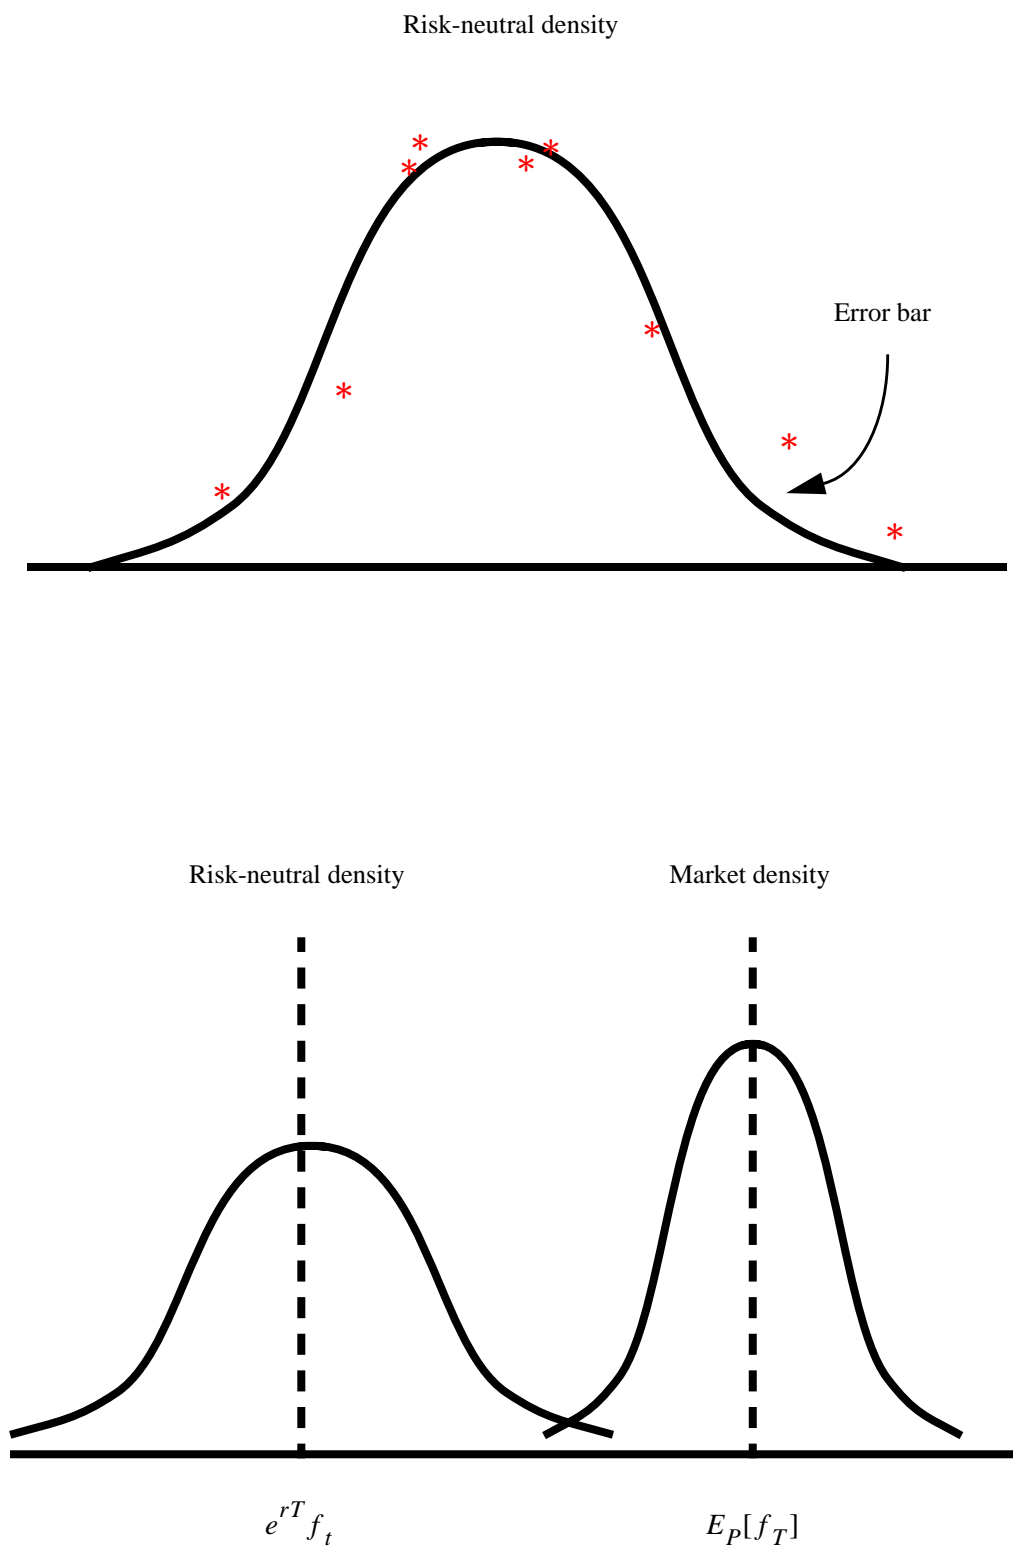 Risk-neutral density
Error bar
Risk-neutral density Market density
e^{rT} f_t E_P[f_T]